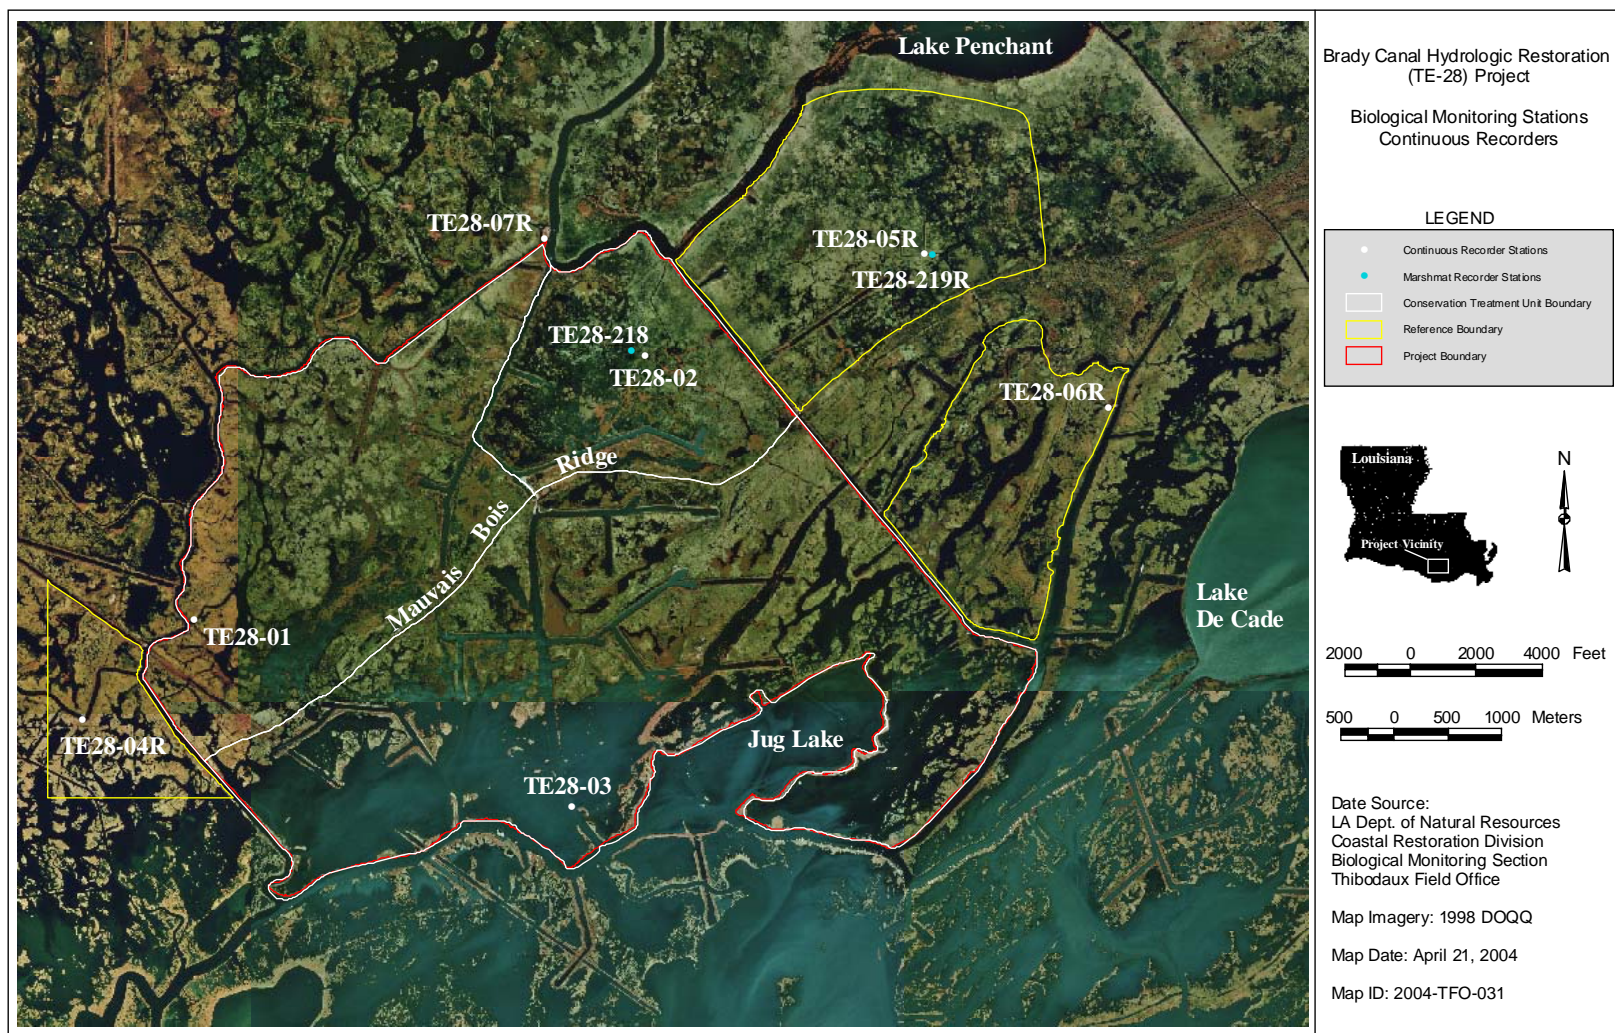 Lake Penchant
TE28-07R
TE28-05R
TE28-219R
TE28-218
TE28-02
TE28-06R
Ridge
Bois
Mauvais
TE28-01
TE28-04R
TE28-03
Jug Lake
Lake
De Cade
Brady Canal Hydrologic Restoration
(TE-28) Project
Biological Monitoring Stations
Continuous Recorders
LEGEND
Continuous Recorder Stations
Marshmat Recorder Stations
Conservation Treatment Unit Boundary
Reference Boundary
Project Boundary
Louisiana
Project Vicinity
N
2000 0 2000 4000 Feet
500 0 500 1000 Meters
Date Source:
LA Dept. of Natural Resources
Coastal Restoration Division
Biological Monitoring Section
Thibodaux Field Office
Map Imagery: 1998 DOQQ
Map Date: April 21, 2004
Map ID: 2004-TFO-031